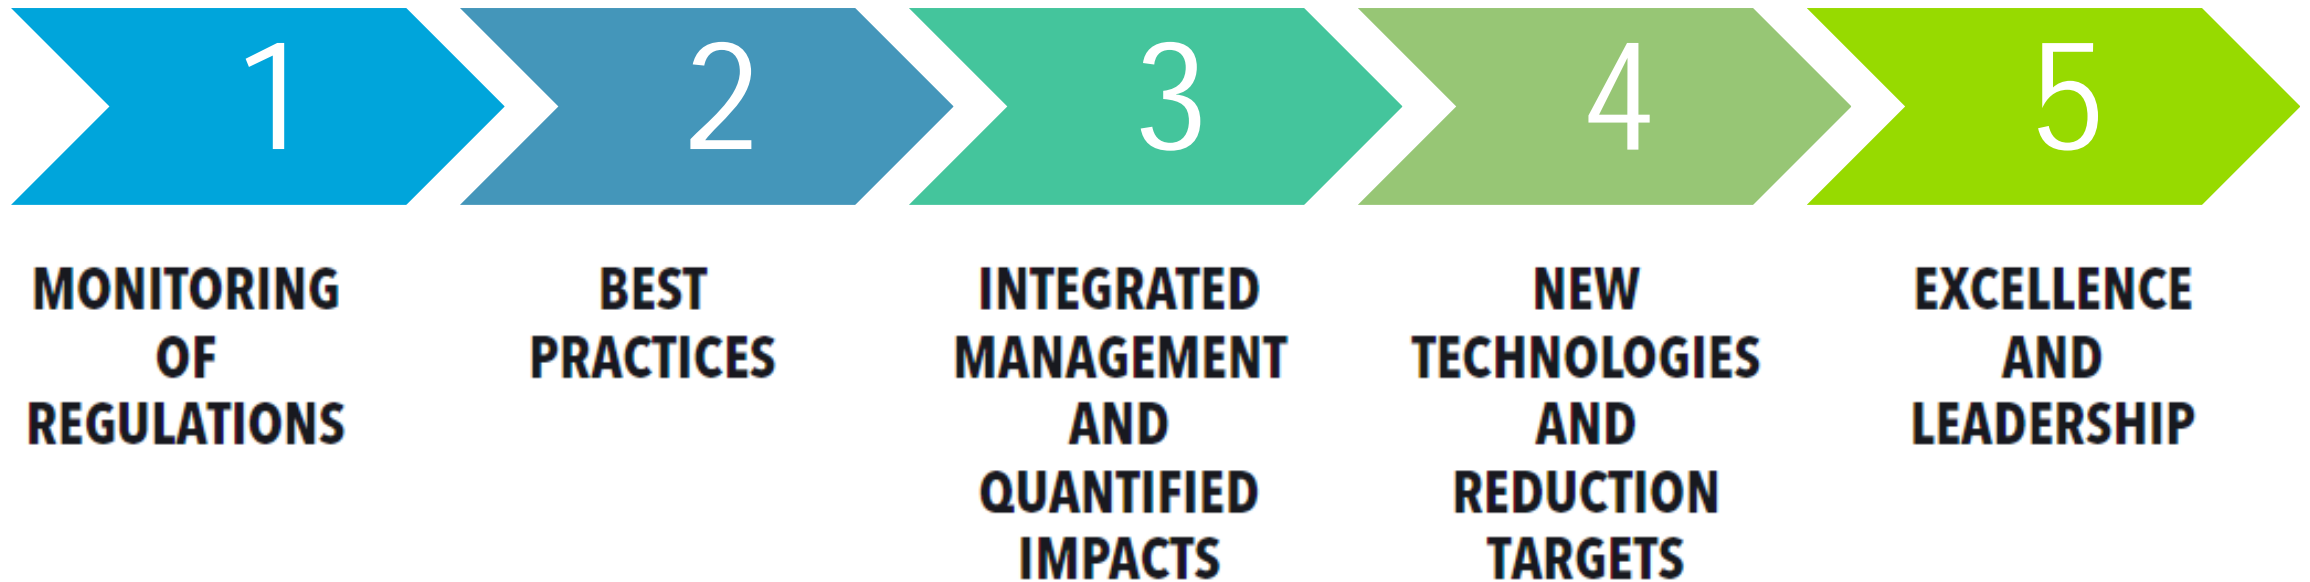 1
MONITORING
OF
REGULATIONS
2
BEST
PRACTICES
3
INTEGRATED
MANAGEMENT
AND
QUANTIFIED
IMPACTS
4
NEW
TECHNOLOGIES
AND
REDUCTION
TARGETS
5
EXCELLENCE
AND
LEADERSHIP